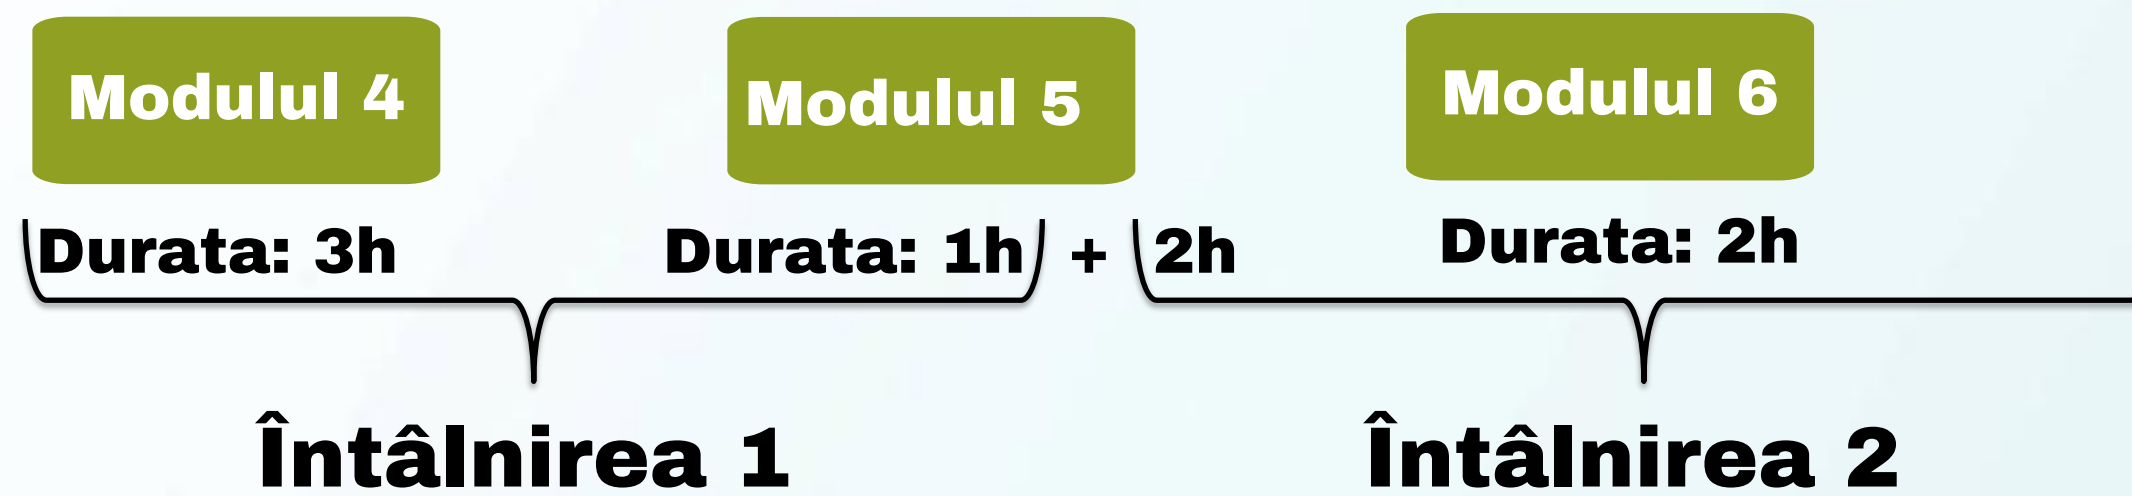 Modulul 4
Modulul 5
Modulul 6
Durata: 3h
Durata: 1h + 2h
Durata: 2h
Întâlnirea 1
Întâlnirea 2